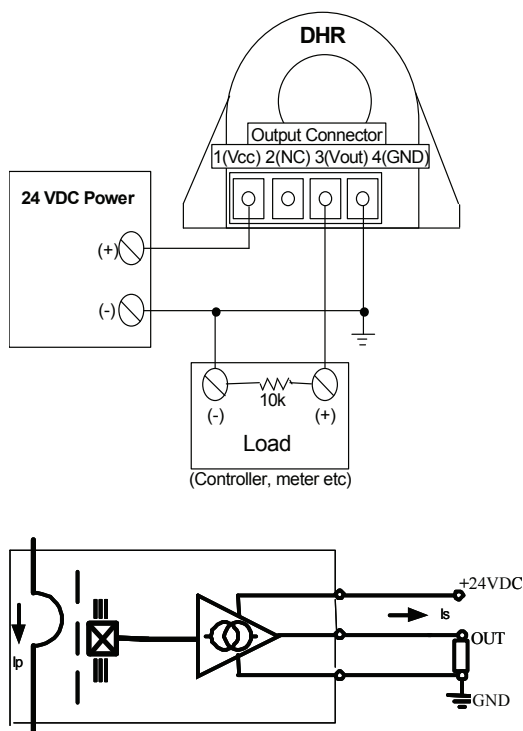 DHR
Output Connector
1(Vcc) 2(NC) 3(Vout) 4(GND)
24 VDC Power
(+)
(-)
10k
(-) (+)
Load
(Controller, meter etc)
+24VDC
Is
OUT
Ip
GND